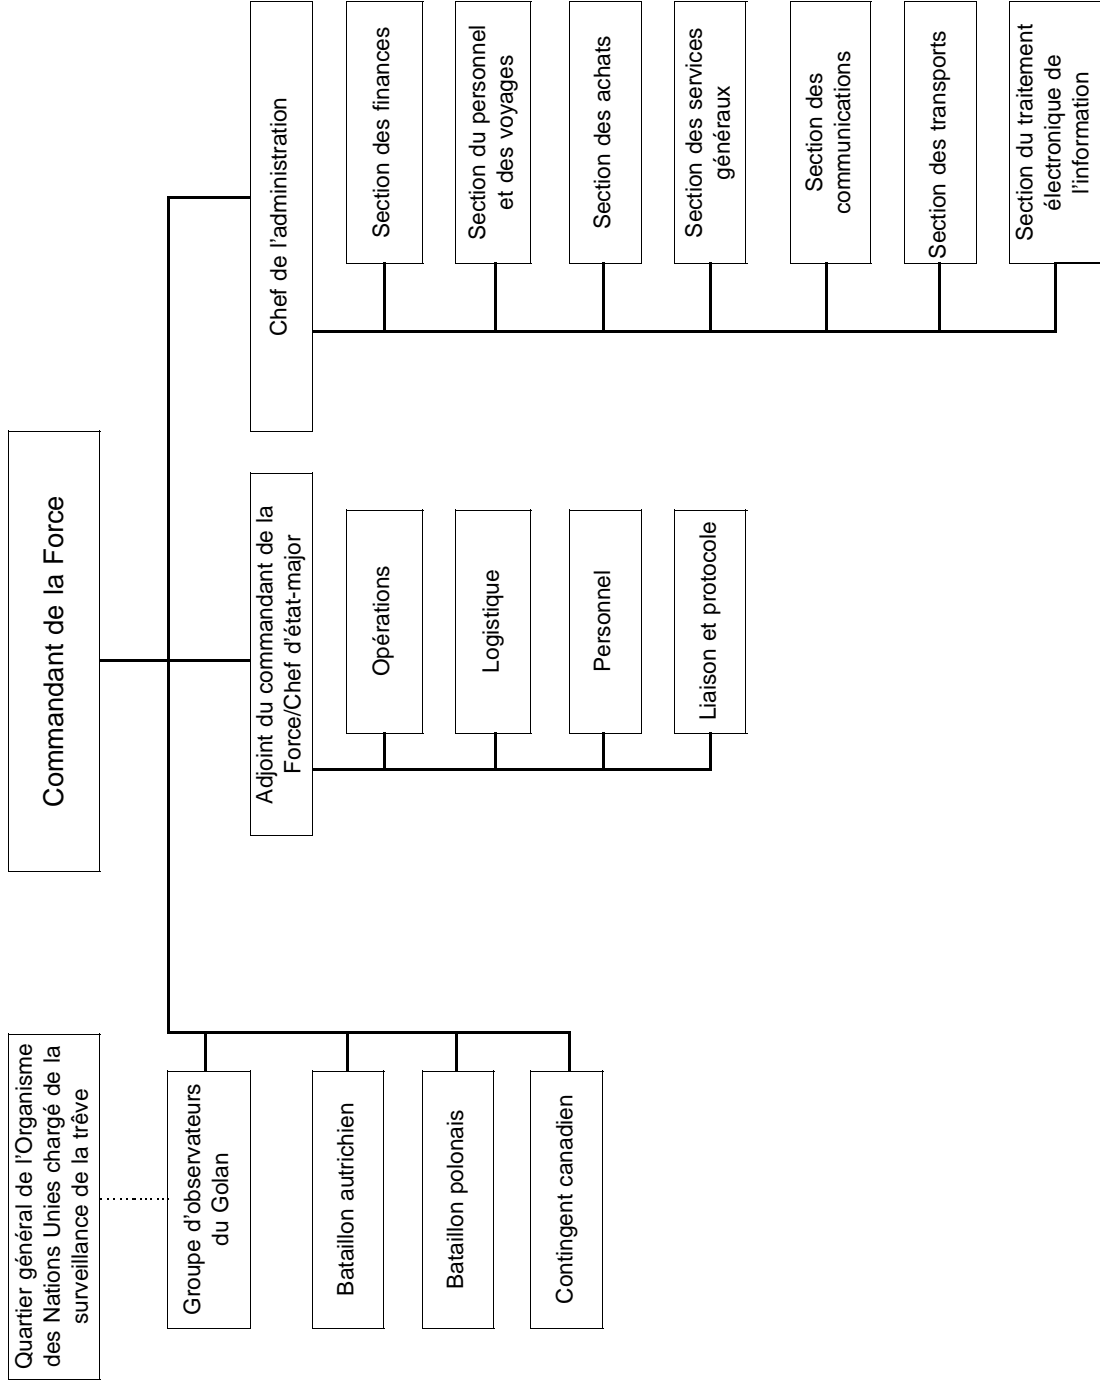 Quartier général de l'Organisme
des Nations Unies chargé de la
surveillance de la trêve
Commandant de la Force
Groupe d'observateurs
du Golan
Bataillon autrichien
Bataillon polonais
Contingent canadien
Adjoint du commandant de la
Force/Chef d'état-major
Opérations
Logistique
Personnel
Liaison et protocole
Chef de l'administration
Section des finances
Section du personnel
et des voyages
Section des achats
Section des services
généraux
Section des
communications
Section des transports
Section du traitement
électronique de
l'information